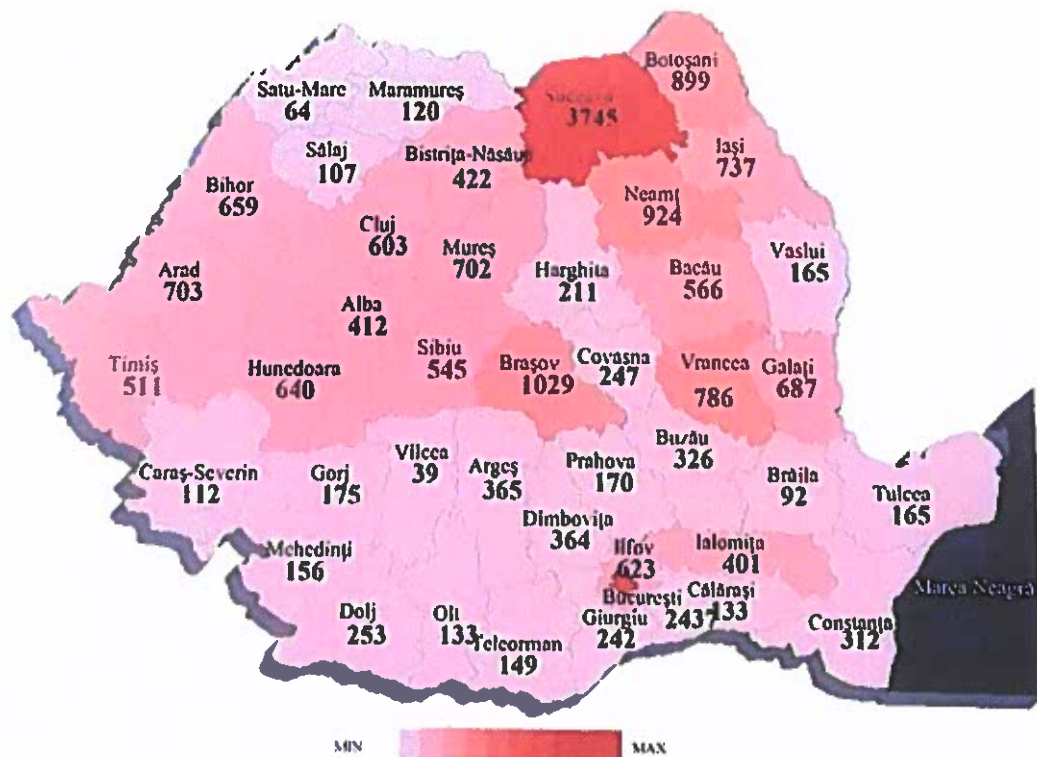 Botoșani
899
Satu-Mare
64
Maramureș
120
Suceava
3745
Iași
737
Sălaj
107
Bistrița-Năsăud
422
Bihor
659
Neamț
924
Cluj
603
Mureș
702
Vaslui
165
Harghita
211
Bacău
566
Arad
703
Alba
412
Timiș
511
Hunedoara
640
Sibiu
545
Brașov
1029
Covasna
247
Vrancea
786
Galați
687
Buzău
326
Vîlcea
39
Argeș
365
Prahova
170
Caraș-Severin
112
Gorj
175
Brăila
92
Tulcea
165
Dîmbovița
364
Ilfov
623
Ialomița
401
Mehedinți
156
București
2437
Călărași
133
Marea Neagră
Dolj
253
Olt
133
Teleorman
149
Giurgiu
242
Constanța
312
MIN MAX